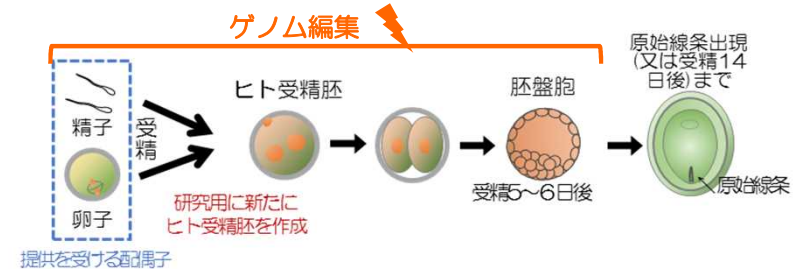 ゲノム編集
原始線条出現
(又は受精14
日後)まで
ヒト受精胚
胚盤胞
精子
受精
卵子
受精5～6日後
原始線条
研究用に新たに
ヒト受精胚を作成
提供を受ける配偶子